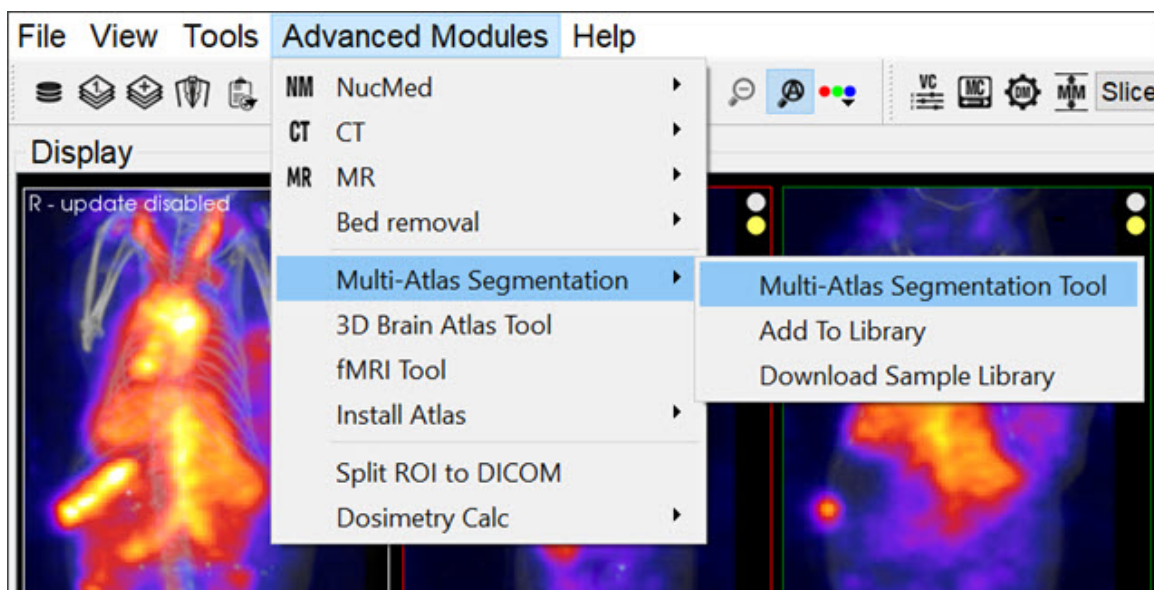 File View Tools Advanced Modules Help
NM NucMed
CT CT
MR MR
Bed removal
Multi-Atlas Segmentation
3D Brain Atlas Tool
fMRI Tool
Install Atlas
Split ROI to DICOM
Dosimetry Calc
Multi-Atlas Segmentation Tool
Add To Library
Download Sample Library
VC MC DM MM Slice
Display
R - update disabled